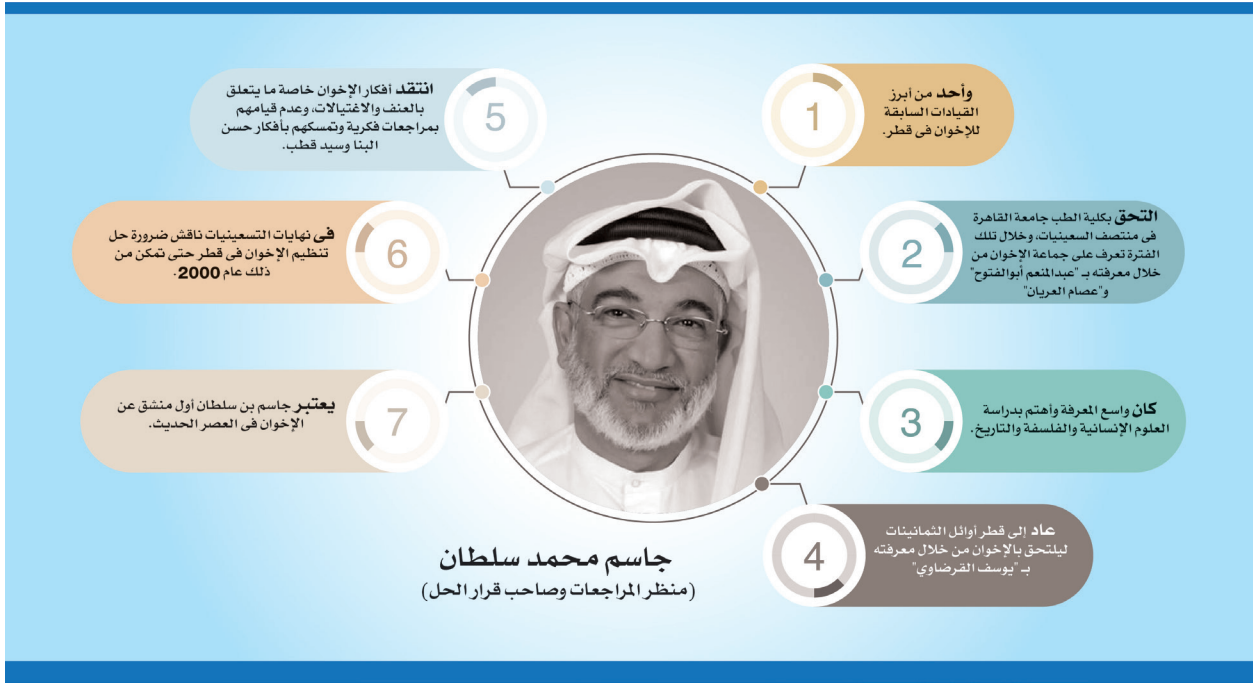 1
وأحد من أبرز
القيادات السابقة
للإخوان فى قطر.
2
التحق بكلية الطب جامعة القاهرة
فى منتصف السعينيات، وخلال تلك
الفترة تعرف على جماعة الإخوان من
خلال معرفته بـ "عبدالمنعم أبوالفتوح"
و"عصام العريان"
3
كان واسع المعرفة وأهتم بدراسة
العلوم الإنسانية والفلسفة والتاريخ.
4
عاد إلى قطر أوائل الثمانينات
ليلتحق بالإخوان من خلال معرفته
بـ "يوسف القرضاوي"
5
انتقد أفكار الإخوان خاصة ما يتعلق
بالعنف والاغتيالات، وعدم قيامهم
بمراجعات فكرية وتمسكهم بأفكار حسن
البنا وسيد قطب.
6
فى نهايات التسعينيات ناقش ضرورة حل
تنظيم الإخوان فى قطر حتى تمكن من
ذلك عام 2000.
7
يعتبر جاسم بن سلطان أول منشق عن
الإخوان فى العصر الحديث.
جاسم محمد سلطان
(منظر المراجعات وصاحب قرار الحل)